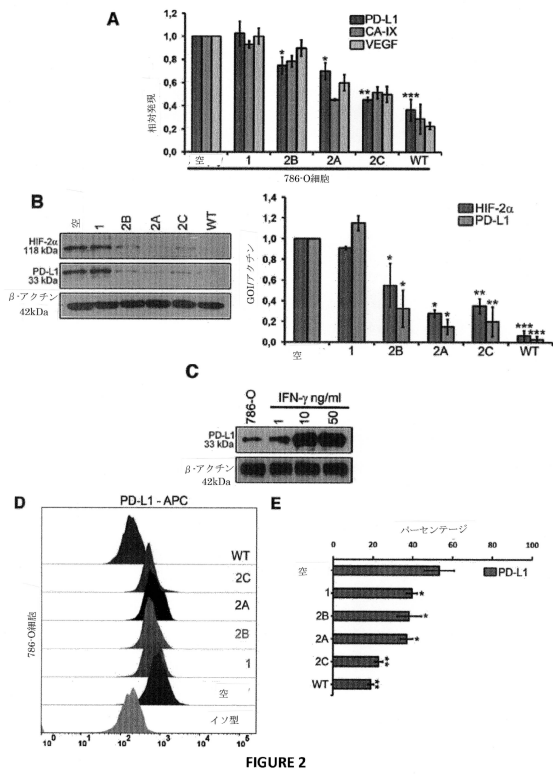 A
PD-L1
CA-IX
VEGF
相対発現
1,2
1,0
0,8
0,6
0,4
0,2
0,0
*
*
**
***
空 1 2B 2A 2C WT
786-O細胞
B
空 1 2B 2A 2C WT
HIF-2α
118 kDa
PD-L1
33 kDa
β-アクチン
42kDa
HIF-2α
PD-L1
GOI/アクチン
1,4
1,2
1,0
0,8
0,6
0,4
0,2
0,0
* *
* *
** **
*** ***
空 1 2B 2A 2C WT
C
786-O
IFN-γ ng/ml
1 10 50
PD-L1
33 kDa
β-アクチン
42kDa
D
PD-L1 - APC
786-O細胞
WT
2C
2A
2B
1
空
イソ型
10⁰ 10¹ 10² 10³ 10⁴
E
パーセンテージ
0 20 40 60 80 100
PD-L1
空
1 *
2B *
2A *
2C **
WT **
FIGURE 2